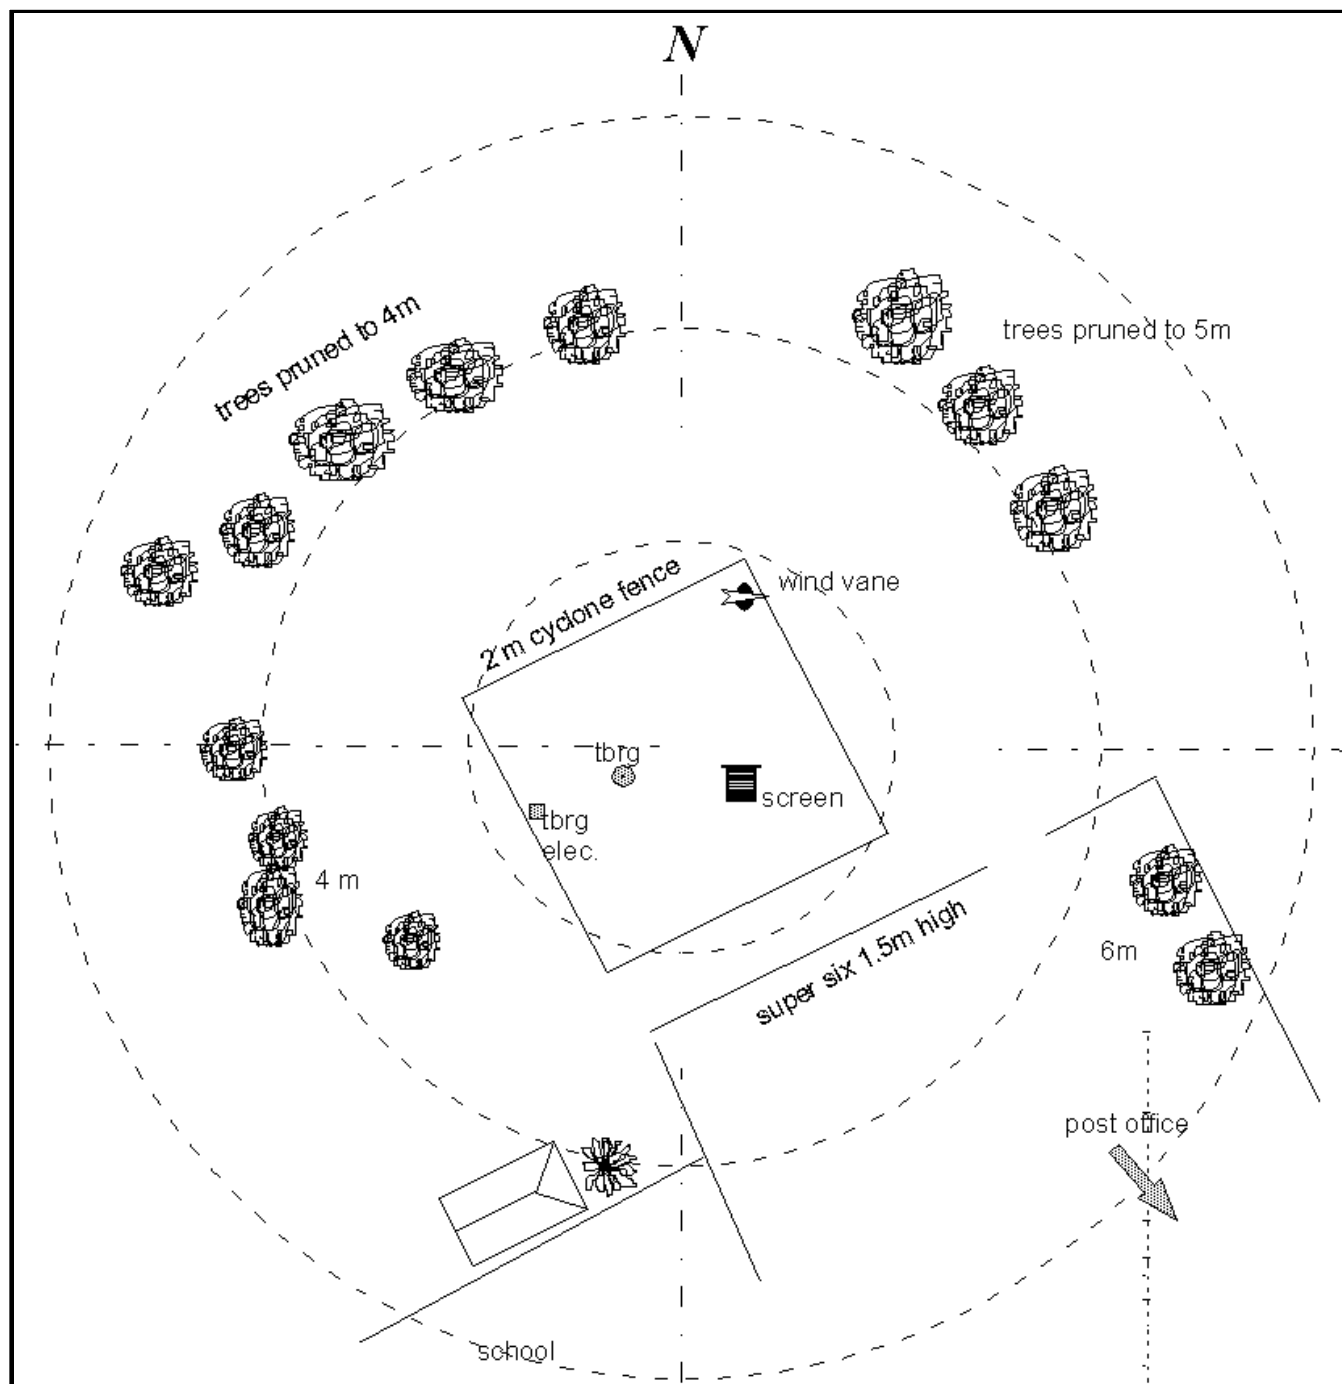 N
trees pruned to 4m
trees pruned to 5m
2 m cyclone fence
wind vane
tbrg
screen
tbrg
elec.
4 m
super six 1.5m high
6m
post office
school